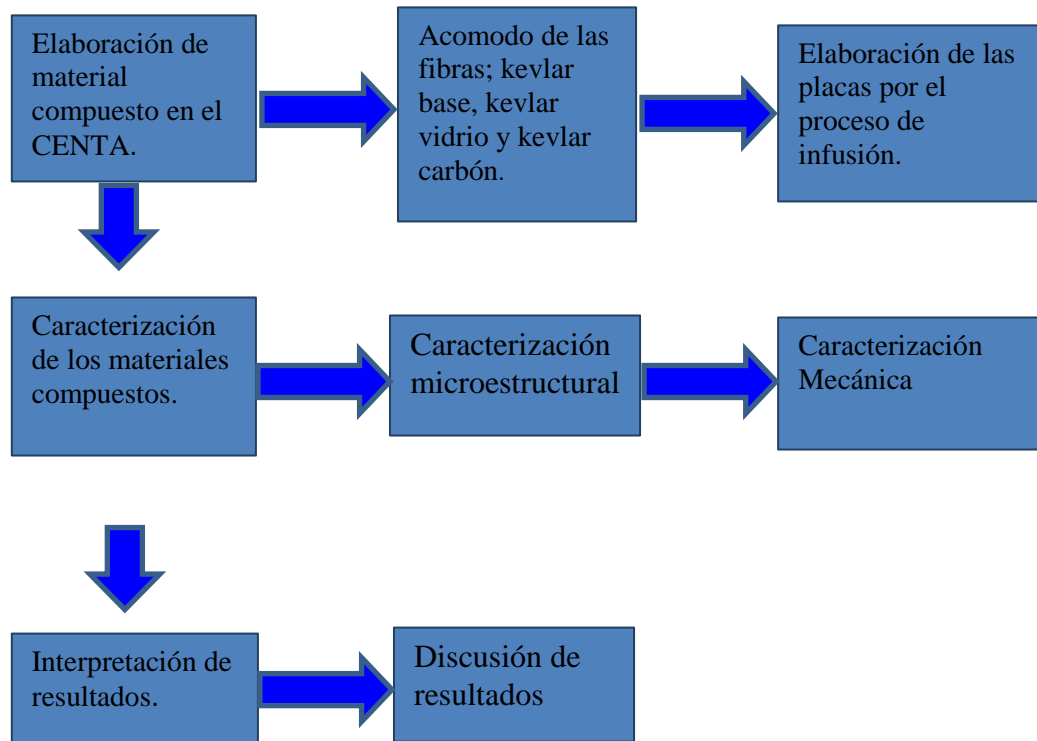 Elaboración de
material
compuesto en el
CENTA.
Acomodo de las
fibras; kevlar
base, kevlar
vidrio y kevlar
carbón.
Elaboración de las
placas por el
proceso de
infusión.
Caracterización
de los materiales
compuestos.
Caracterización
microestructural
Caracterización
Mecánica
Interpretación de
resultados.
Discusión de
resultados